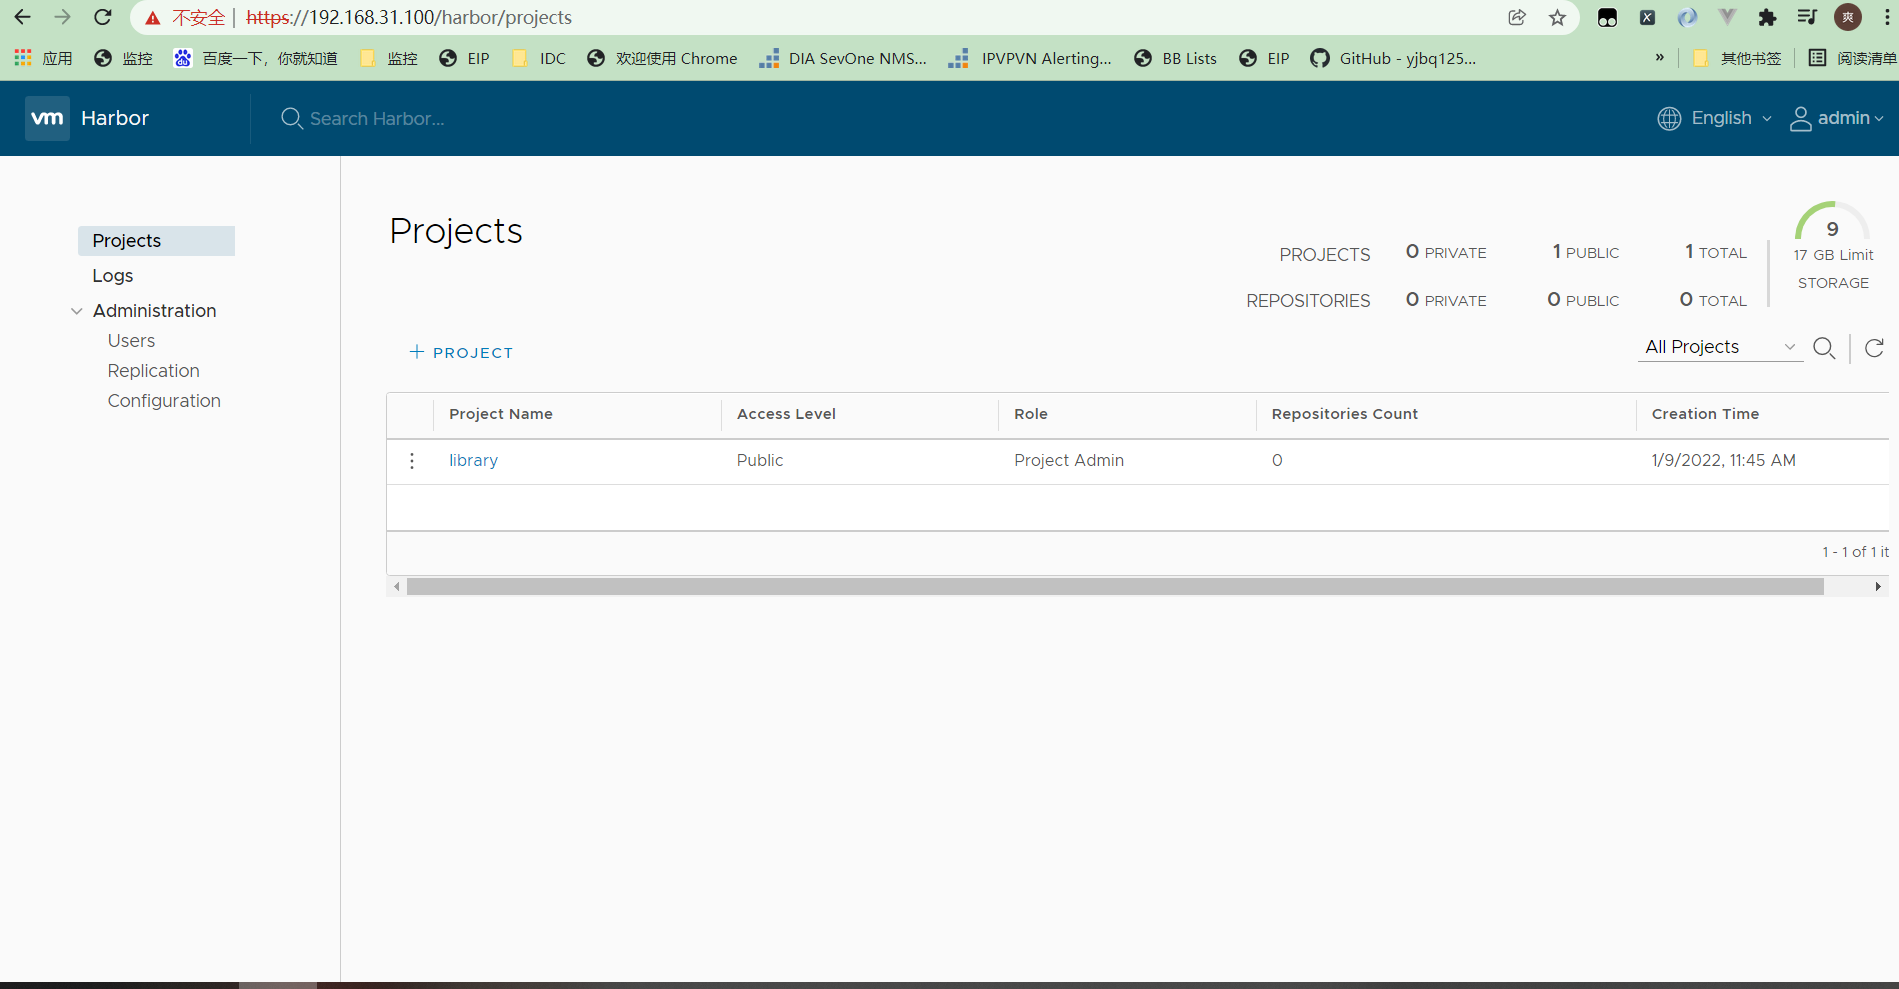 不安全 | https://192.168.31.100/harbor/projects 爽
应用 监控 百度一下，你就知道 监控 EIP IDC 欢迎使用 Chrome DIA SevOne NMS... IPVPVN Alerting... BB Lists EIP GitHub - yjbq125... » 其他书签 阅读清单
vm Harbor Search Harbor... English admin
Projects
Logs
Administration
Users
Replication
Configuration
Projects
PROJECTS 0 PRIVATE 1 PUBLIC 1 TOTAL
REPOSITORIES 0 PRIVATE 0 PUBLIC 0 TOTAL
9
17 GB Limit
STORAGE
+ PROJECT
All Projects
Project Name Access Level Role Repositories Count Creation Time
library Public Project Admin 0 1/9/2022, 11:45 AM
1 - 1 of 1 it